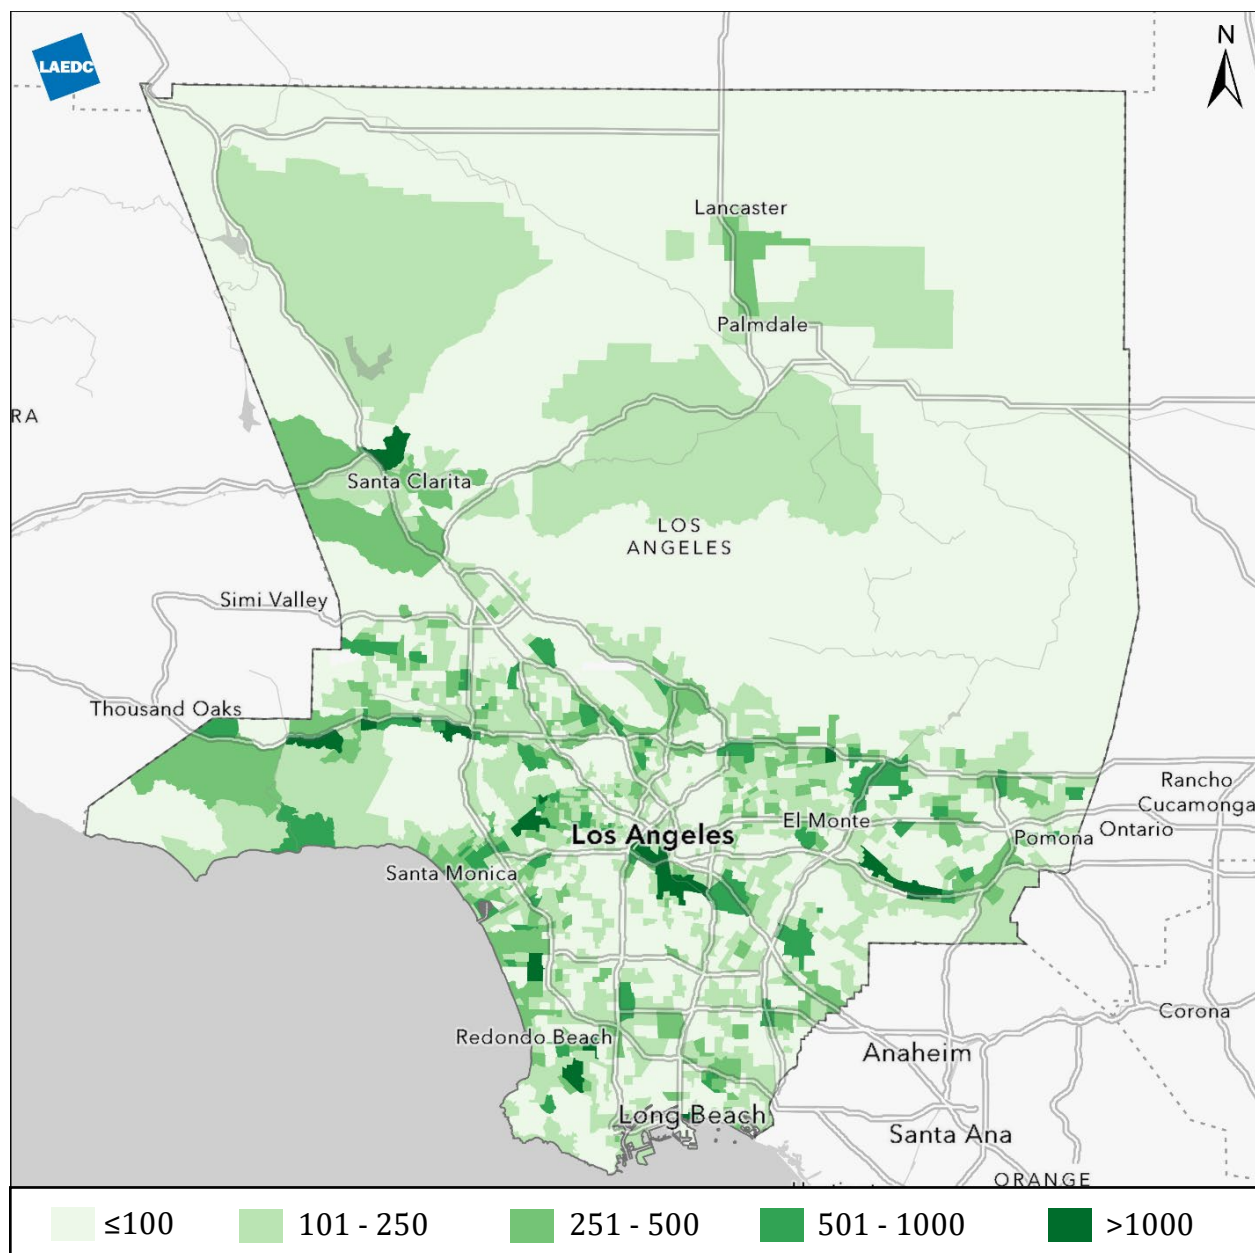 N
LAEDC
Lancaster
Palmdale
RA
Santa Clarita
LOS
ANGELES
Simi Valley
Thousand Oaks
Rancho
Cucamonga
El Monte
Los Angeles
Pomona
Ontario
Santa Monica
Corona
Redondo Beach
Anaheim
Long Beach
Santa Ana
ORANGE
≤100
101 - 250
251 - 500
501 - 1000
>1000